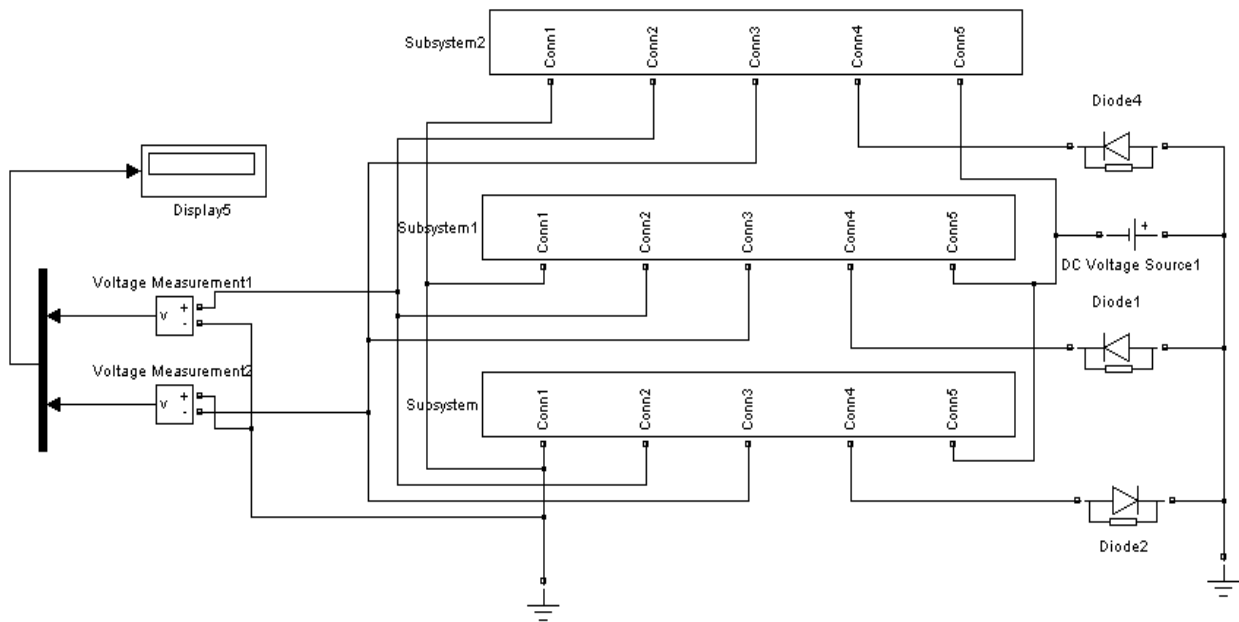 Subsystem2
Conn1
Conn2
Conn3
Conn4
Conn5
Diode4
Display5
Subsystem1
Conn1
Conn2
Conn3
Conn4
Conn5
+
DC Voltage Source1
Voltage Measurement1
v + -
Diode1
Voltage Measurement2
v + -
Subsystem
Conn1
Conn2
Conn3
Conn4
Conn5
Diode2